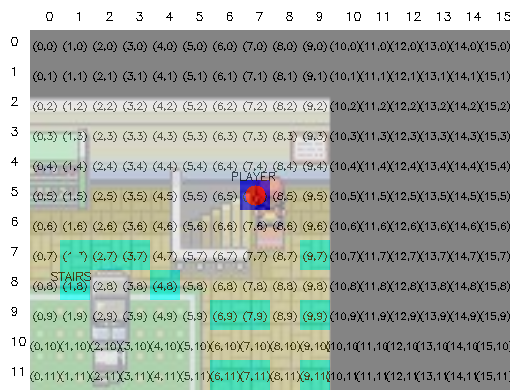 0 1 2 3 4 5 6 7 8 9 10 11 12 13 14 15
0 (0,0) (1,0) (2,0) (3,0) (4,0) (5,0) (6,0) (7,0) (8,0) (9,0) (10,0) (11,0) (12,0) (13,0) (14,0) (15,0)
1 (0,1) (1,1) (2,1) (3,1) (4,1) (5,1) (6,1) (7,1) (8,1) (9,1) (10,1) (11,1) (12,1) (13,1) (14,1) (15,1)
2 (0,2) (1,2) (2,2) (3,2) (4,2) (5,2) (6,2) (7,2) (8,2) (9,2) (10,2) (11,2) (12,2) (13,2) (14,2) (15,2)
3 (0,3) (1,3) (2,3) (3,3) (4,3) (5,3) (6,3) (7,3) (8,3) (9,3) (10,3) (11,3) (12,3) (13,3) (14,3) (15,3)
4 (0,4) (1,4) (2,4) (3,4) (4,4) (5,4) (6,4) (7,4) (8,4) (9,4) (10,4) (11,4) (12,4) (13,4) (14,4) (15,4)
PLAYER
5 (0,5) (1,5) (2,5) (3,5) (4,5) (5,5) (6,5) (8,5) (9,5) (10,5) (11,5) (12,5) (13,5) (14,5) (15,5)
6 (0,6) (1,6) (2,6) (3,6) (4,6) (5,6) (6,6) (7,6) (8,6) (9,6) (10,6) (11,6) (12,6) (13,6) (14,6) (15,6)
7 (0,7) (2,7) (3,7) (4,7) (5,7) (6,7) (7,7) (8,7) (9,7) (10,7) (11,7) (12,7) (13,7) (14,7) (15,7)
STAIRS
8 (0,8) (1,8) (2,8) (3,8) (4,8) (5,8) (6,8) (7,8) (8,8) (9,8) (10,8) (11,8) (12,8) (13,8) (14,8) (15,8)
9 (0,9) (1,9) (2,9) (3,9) (4,9) (5,9) (6,9) (7,9) (8,9) (9,9) (10,9) (11,9) (12,9) (13,9) (14,9) (15,9)
10 (0,10) (1,10) (2,10) (3,10) (4,10) (5,10) (6,10) (7,10) (8,10) (9,10) (10,10) (11,10) (12,10) (13,10) (14,10) (15,10)
11 (0,11) (1,11) (2,11) (3,11) (4,11) (5,11) (6,11) (7,11) (8,11) (9,11) (10,11) (11,11) (12,11) (13,11) (14,11) (15,11)